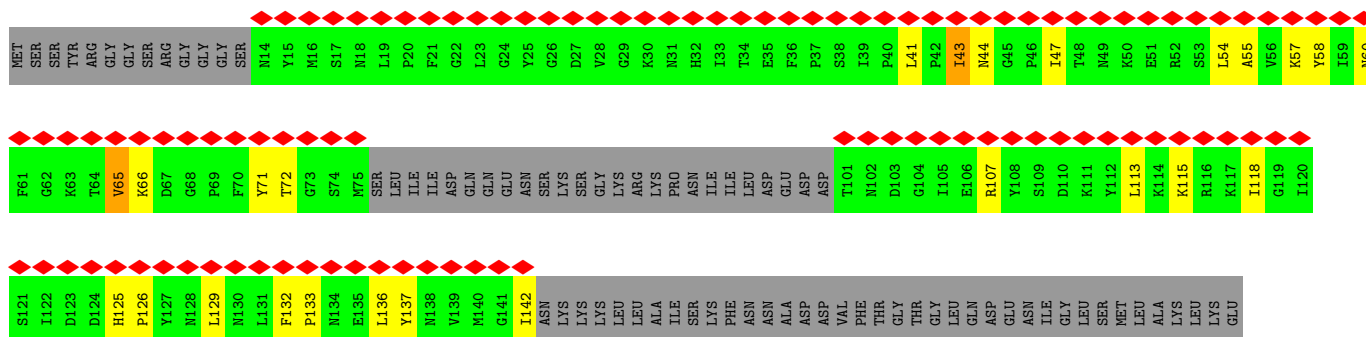 MET SER SER TYR ARG GLY GLY SER ARG GLY GLY GLY SER N14 Y15 M16 S17 N18 L19 P20 F21 G22 L23 G24 Y25 G26 D27 V28 G29 K30 N31 H32 I33 T34 E35 F36 P37 S38 I39 P40 L41 P42 I43 N44 G45 P46 I47 T48 N49 K50 E51 R52 S53 L54 A55 V56 K57 Y58 I59 N60
F61 G62 K63 T64 V65 K66 D67 G68 P69 F70 Y71 T72 G73 S74 M75 SER LEU ILE ILE ASP GLN GLN GLU ASN SER LYS SER GLY LYS ARG LYS PRO ASN ILE ILE LEU ASP GLU ASP ASP T101 N102 D103 G104 I105 E106 R107 Y108 S109 D110 K111 Y112 L113 K114 K115 R116 K117 I118 G119 I120
S121 I122 D123 D124 H125 P126 Y127 N128 L129 N130 L131 F132 P133 N134 E135 L136 Y137 N138 V139 M140 G141 I142 ASN LYS LYS LYS LEU LEU ALA ILE SER LYS PHE ASN ASN ALA ASP ASP VAL PHE THR GLY THR GLY LEU GLN ASP GLU ASN ILE GLY LEU SER MET LEU ALA LYS LEU LYS GLU